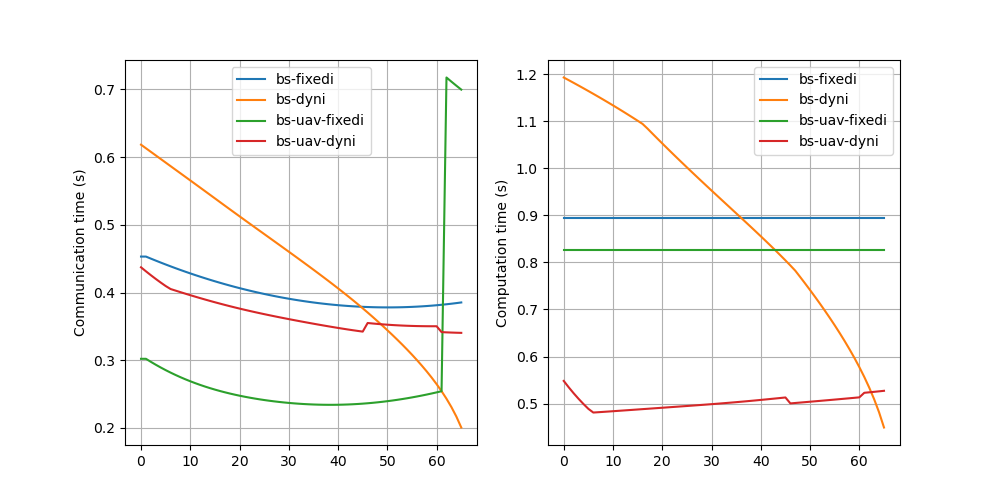 Communication time (s)
0.7
0.6
0.5
0.4
0.3
0.2
0 10 20 30 40 50 60
bs-fixedi
bs-dyni
bs-uav-fixedi
bs-uav-dyni
Computation time (s)
1.2
1.1
1.0
0.9
0.8
0.7
0.6
0.5
0 10 20 30 40 50 60
bs-fixedi
bs-dyni
bs-uav-fixedi
bs-uav-dyni